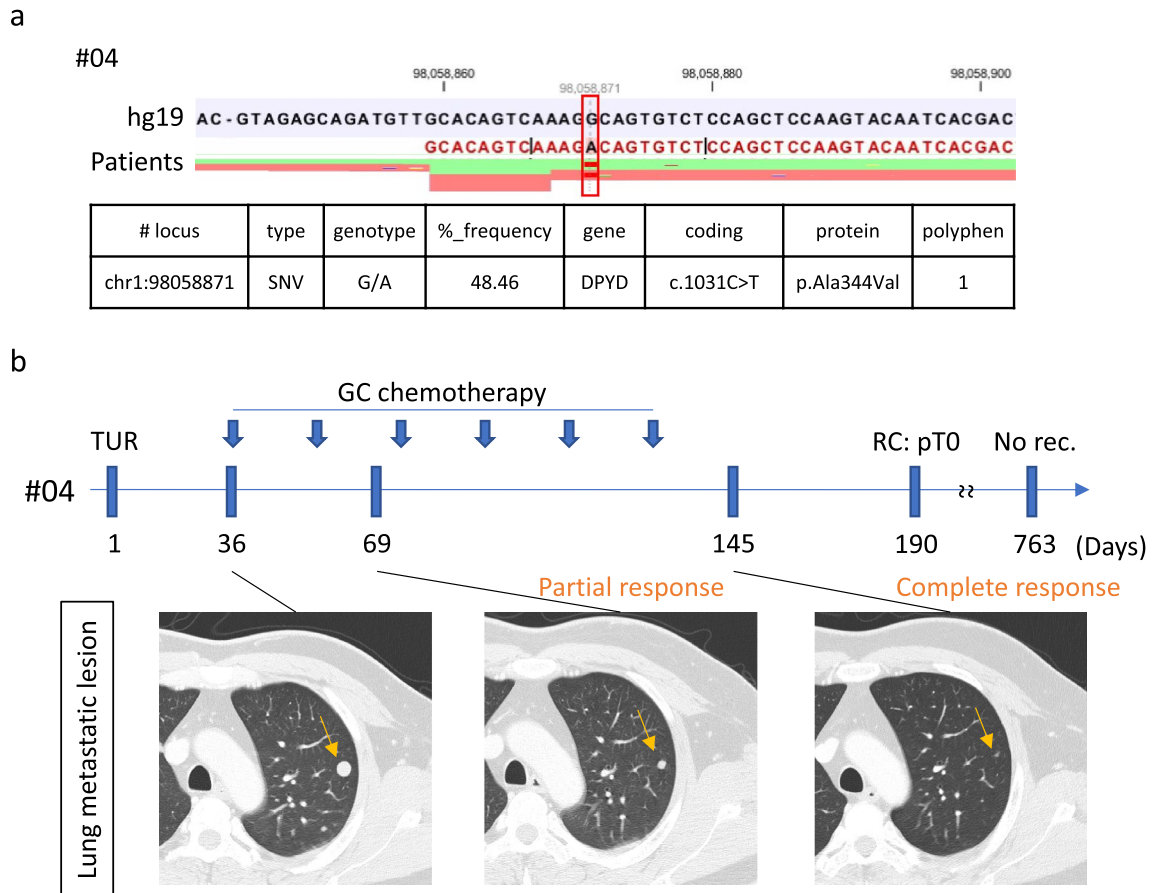 a
#04
98,058,860 98,058,880 98,058,900
98,058,871
hg19 AC-GTAGAGCAGATGTTGCACAGTCAAAGGCAGTGTCTCCAGCTCCAAGTACAATCACGAC
GCACAGTCAAAGACAGTGTCTCCAGCTCCAAGTACAATCACGAC
Patients
# locus type genotype %_frequency gene coding protein polyphen
chr1:98058871 SNV G/A 48.46 DPYD c.1031C>T p.Ala344Val 1
b
GC chemotherapy
TUR RC: pT0 No rec.
#04
1 36 69 145 190 763 (Days)
Partial response Complete response
Lung metastatic lesion